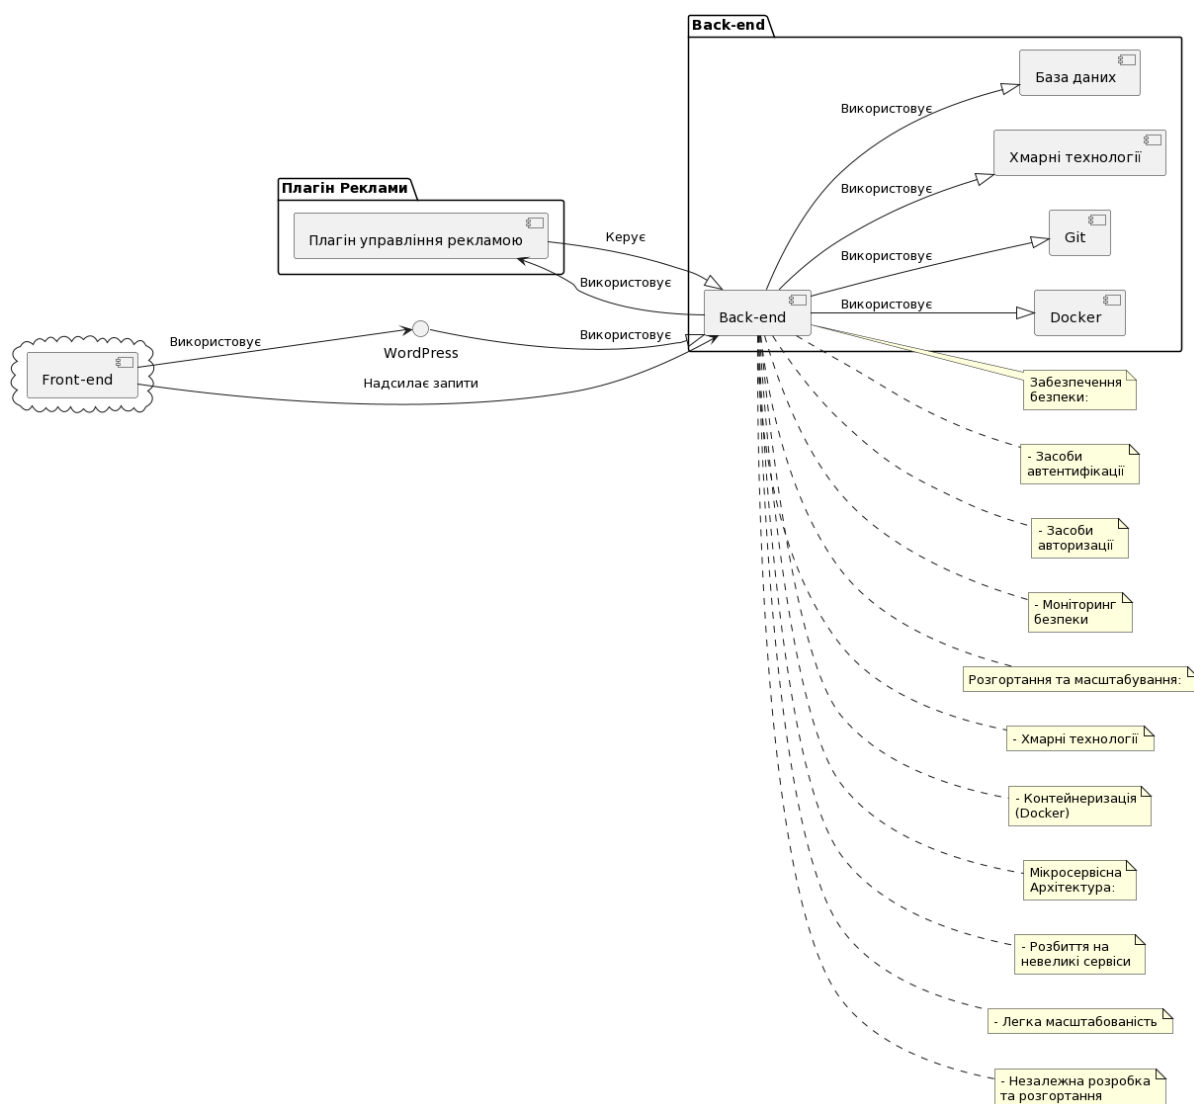 Back-end
База даних
Використовує
Хмарні технології
Використовує
Плагін Реклами
Плагін управління рекламою
Керує
Git
Використовує
Використовує
Back-end
Використовує
Docker
Використовує
WordPress
Використовує
Front-end
Надсилає запити
Забезпечення
безпеки:
- Засоби
автентифікації
- Засоби
авторизації
- Моніторинг
безпеки
Розгортання та масштабування:
- Хмарні технології
- Контейнеризація
(Docker)
Мікросервісна
Архітектура:
- Розбиття на
невеликі сервіси
- Легка масштабованість
- Незалежна розробка
та розгортання